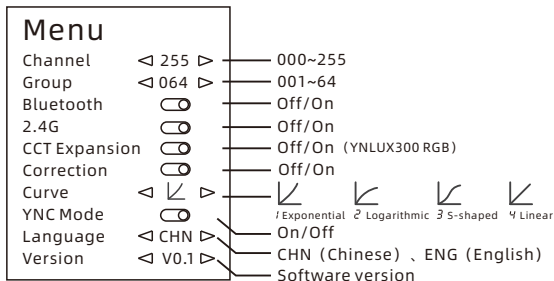 Menu
Channel 255 000~255
Group 064 001~64
Bluetooth Off/On
2.4G Off/On
CCT Expansion Off/On (YNLUX300 RGB)
Correction Off/On
Curve
1 Exponential 2 Logarithmic 3 S-shaped 4 Linear
YNC Mode On/Off
Language CHN CHN (Chinese) 、ENG (English)
Version V0.1 Software version